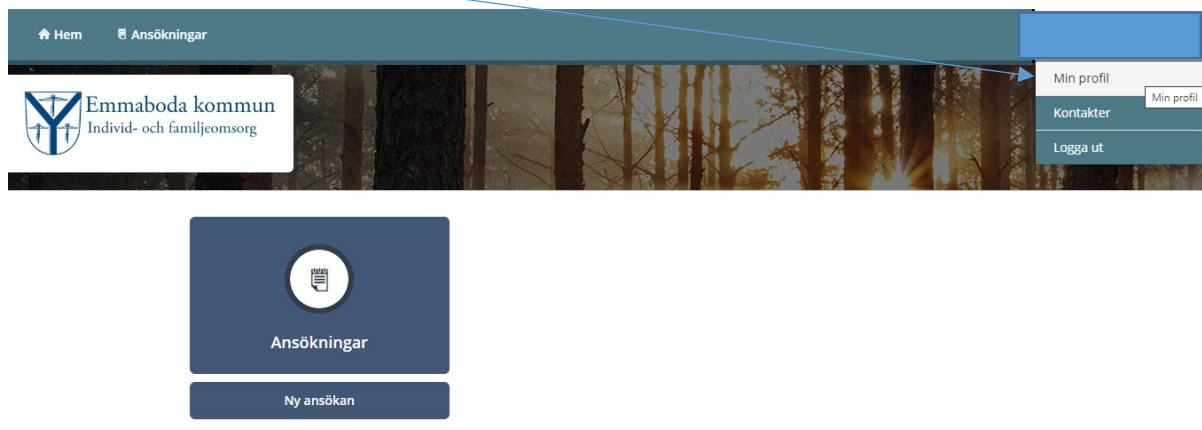 Hem Ansökningar
Min profil
Min profil
Kontakter
Logga ut
Emmaboda kommun
Individ- och familjeomsorg
Ansökningar
Ny ansökan